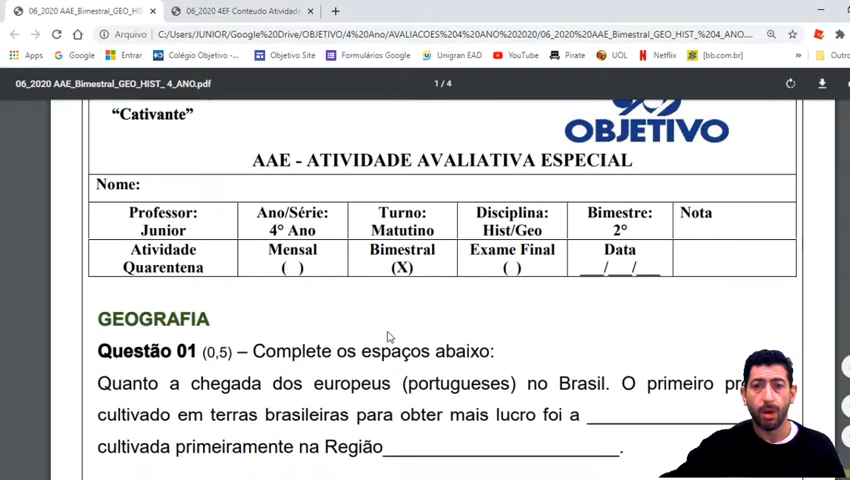 06_2020 AAE_Bimestral_GEO_HIST_
06_2020 4EF Conteudo Atividad
Arquivo
C:/Users/JUNIOR/Google%20Drive/OBJETIVO/4%20Ano/AVALIACOES%204%20ANO%202020/06_2020%20AAE_Bimestral_GEO_HIST_%204_ANO....
Apps Google Entrar Colégio Objetivo -... Objetivo Site Formulários Google Unigran EAD YouTube Pirate UOL Netflix [bb.com.br] Outro
06_2020 AAE_Bimestral_GEO_HIST_ 4_ANO.pdf 1 / 4
“Cativante”
OBJETIVO
AAE - ATIVIDADE AVALIATIVA ESPECIAL
Nome:
Professor: Ano/Série: Turno: Disciplina: Bimestre: Nota
Junior 4° Ano Matutino Hist/Geo 2°
Atividade Mensal Bimestral Exame Final Data
Quarentena ( ) (X) ( ) ___/___/___
GEOGRAFIA
Questão 01 (0,5) – Complete os espaços abaixo:
Quanto a chegada dos europeus (portugueses) no Brasil. O primeiro
cultivado em terras brasileiras para obter mais lucro foi a _______________
cultivada primeiramente na Região______________________.